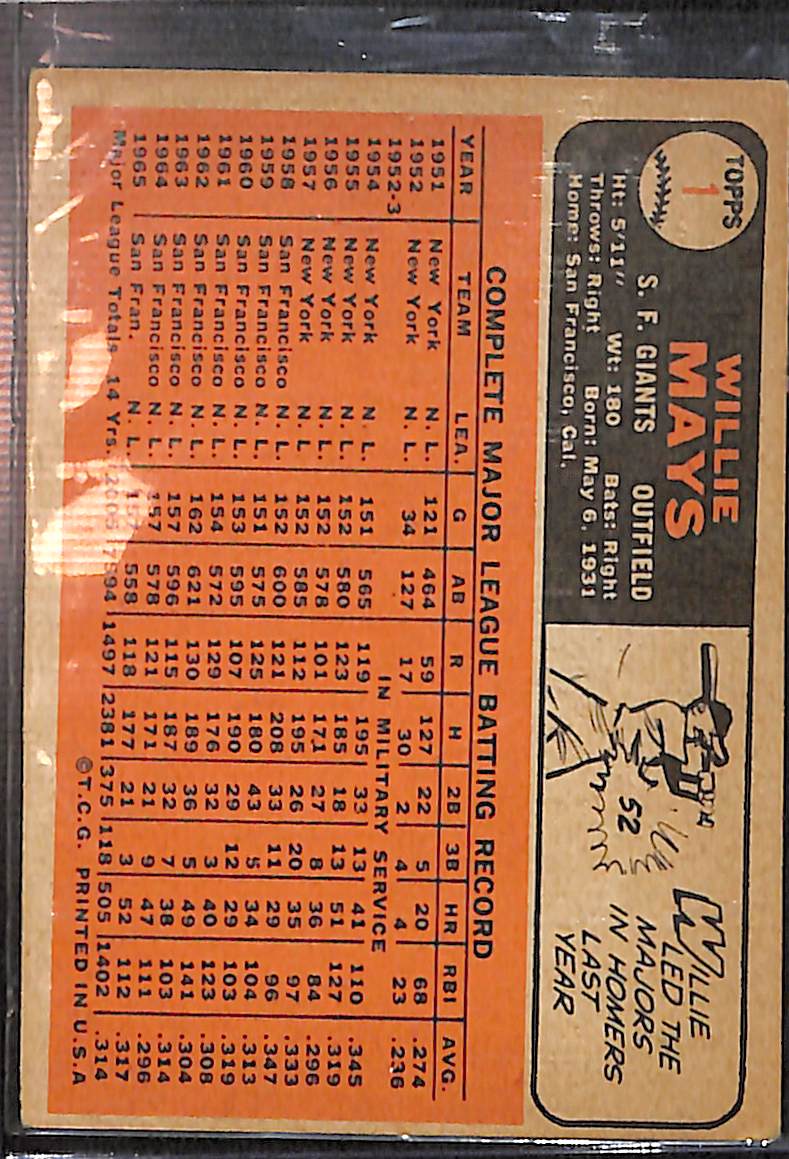 TOPPS
1
WILLIE
MAYS
S. F. GIANTS OUTFIELD
Ht: 5'11" Wt: 180 Bats: Right
Throws: Right Born: May 6, 1931
Home: San Francisco, Cal.
52
WILLIE
LED THE
MAJORS
IN HOMERS
LAST
YEAR
COMPLETE MAJOR LEAGUE BATTING RECORD
YEAR TEAM LEA. G AB R H 2B 3B HR RBI AVG.
1951 New York N. L. 121 464 59 127 22 5 20 68 .274
1952 New York N. L. 34 127 17 30 2 4 4 23 .236
1952-3 IN MILITARY SERVICE
1954 New York N. L. 151 565 119 195 33 13 41 110 .345
1955 New York N. L. 152 580 123 185 18 13 51 127 .319
1956 New York N. L. 152 578 101 171 27 8 36 84 .296
1957 New York N. L. 152 585 112 195 26 20 35 97 .333
1958 San Francisco N. L. 152 600 121 208 33 11 29 96 .347
1959 San Francisco N. L. 151 575 125 180 43 5 34 104 .313
1960 San Francisco N. L. 153 595 107 190 29 12 29 103 .319
1961 San Francisco N. L. 154 572 129 176 32 3 40 123 .308
1962 San Francisco N. L. 162 621 130 189 36 5 49 141 .304
1963 San Francisco N. L. 157 596 115 187 32 7 38 103 .314
1964 San Francisco N. L. 157 578 121 171 21 9 47 111 .296
1965 San Fran. N. L. 157 558 118 177 21 3 52 112 .317
Major League Totals 14 Yrs. 2005 7594 1497 2381 375 118 505 1402 .314
©T.C.G. PRINTED IN U.S.A